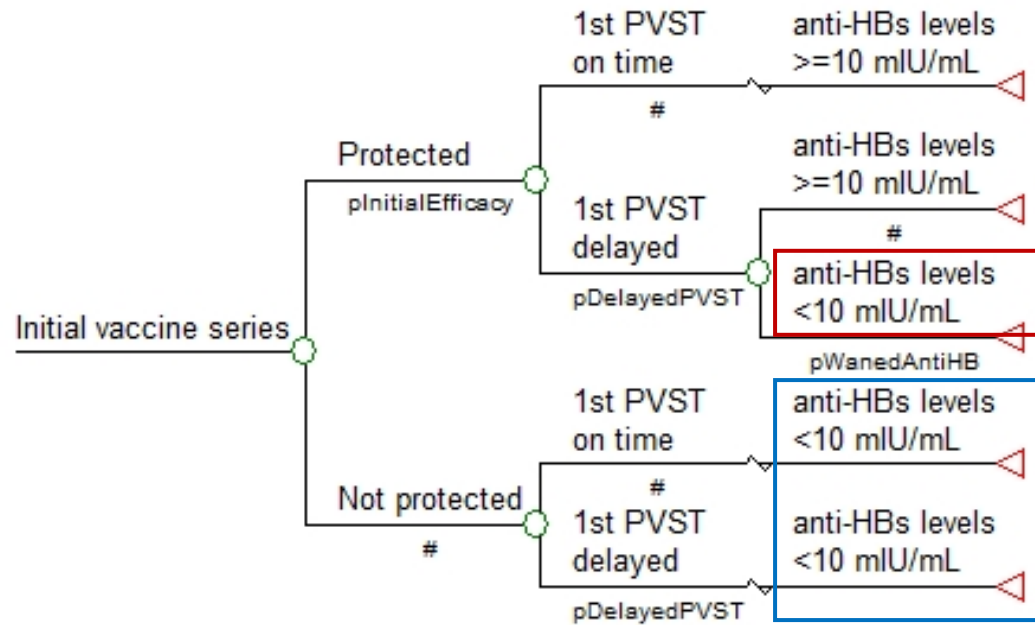 1st PVST
on time
#
anti-HBs levels
>=10 mIU/mL
Protected
pInitialEfficacy
1st PVST
delayed
pDelayedPVST
anti-HBs levels
>=10 mIU/mL
#
anti-HBs levels
<10 mIU/mL
pWanedAntiHB
Initial vaccine series
Not protected
#
1st PVST
on time
#
anti-HBs levels
<10 mIU/mL
1st PVST
delayed
pDelayedPVST
anti-HBs levels
<10 mIU/mL